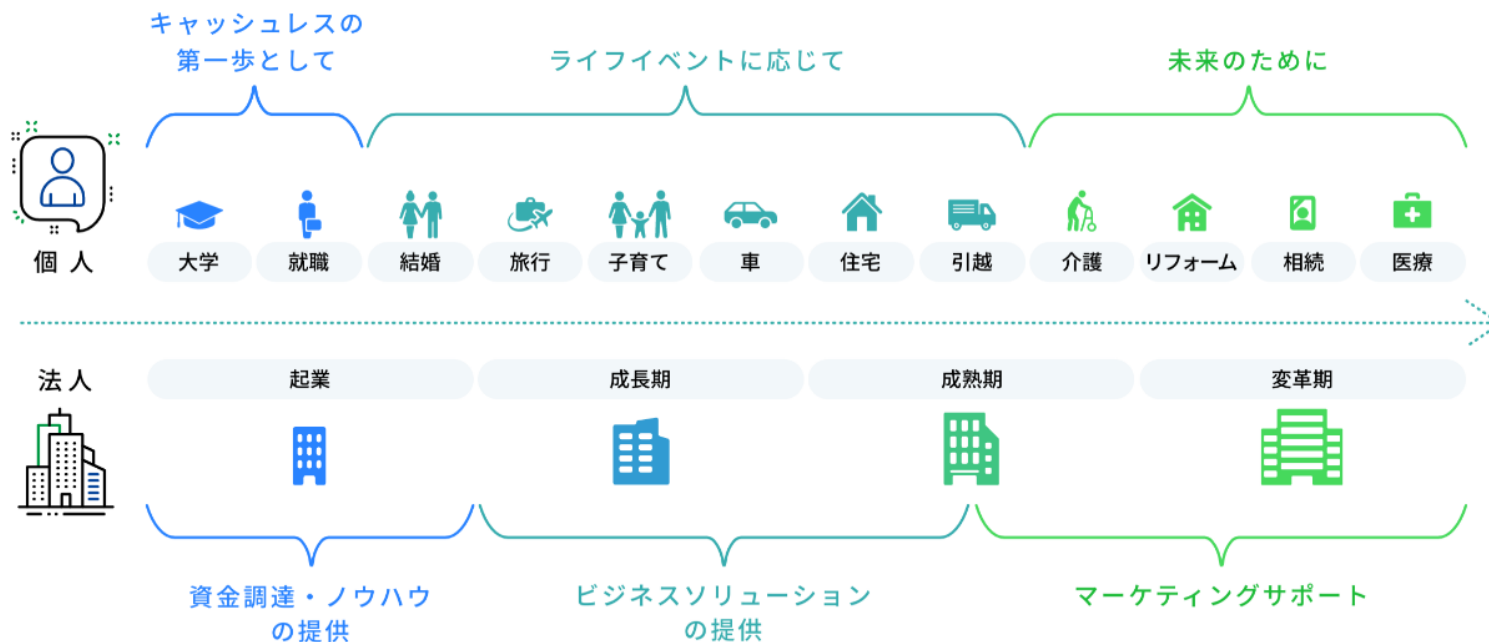 キャッシュレスの
第一歩として
ライフイベントに応じて
未来のために
個人
大学
就職
結婚
旅行
子育て
車
住宅
引越
介護
リフォーム
相続
医療
法人
起業
成長期
成熟期
変革期
資金調達・ノウハウ
の提供
ビジネスソリューション
の提供
マーケティングサポート